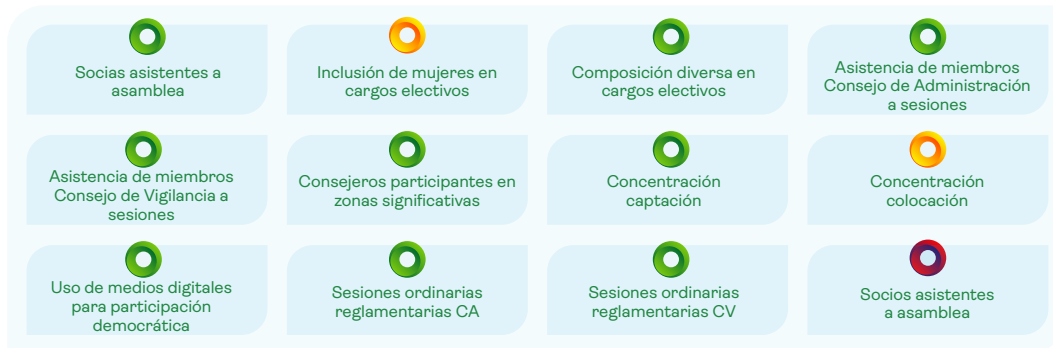 Socias asistentes a
asamblea
Inclusión de mujeres en
cargos electivos
Composición diversa en
cargos electivos
Asistencia de miembros
Consejo de Administración
a sesiones
Asistencia de miembros
Consejo de Vigilancia a
sesiones
Consejeros participantes en
zonas significativas
Concentración
captación
Concentración
colocación
Uso de medios digitales
para participación
democrática
Sesiones ordinarias
reglamentarias CA
Sesiones ordinarias
reglamentarias CV
Socios asistentes
a asamblea